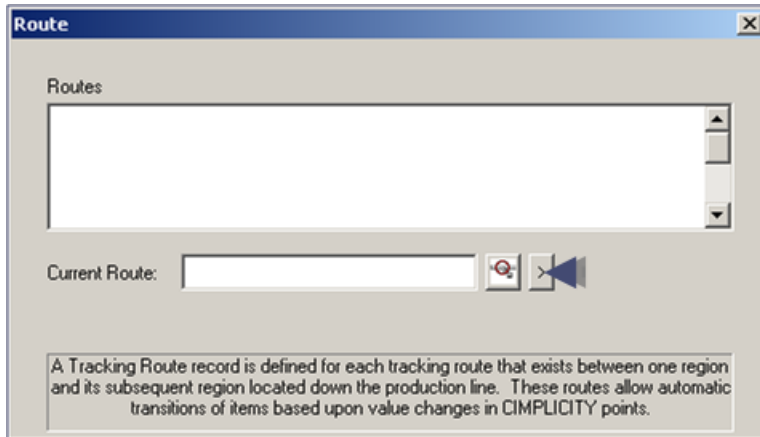 Route
Routes
Current Route:
A Tracking Route record is defined for each tracking route that exists between one region
and its subsequent region located down the production line. These routes allow automatic
transitions of items based upon value changes in CIMPLICITY points.